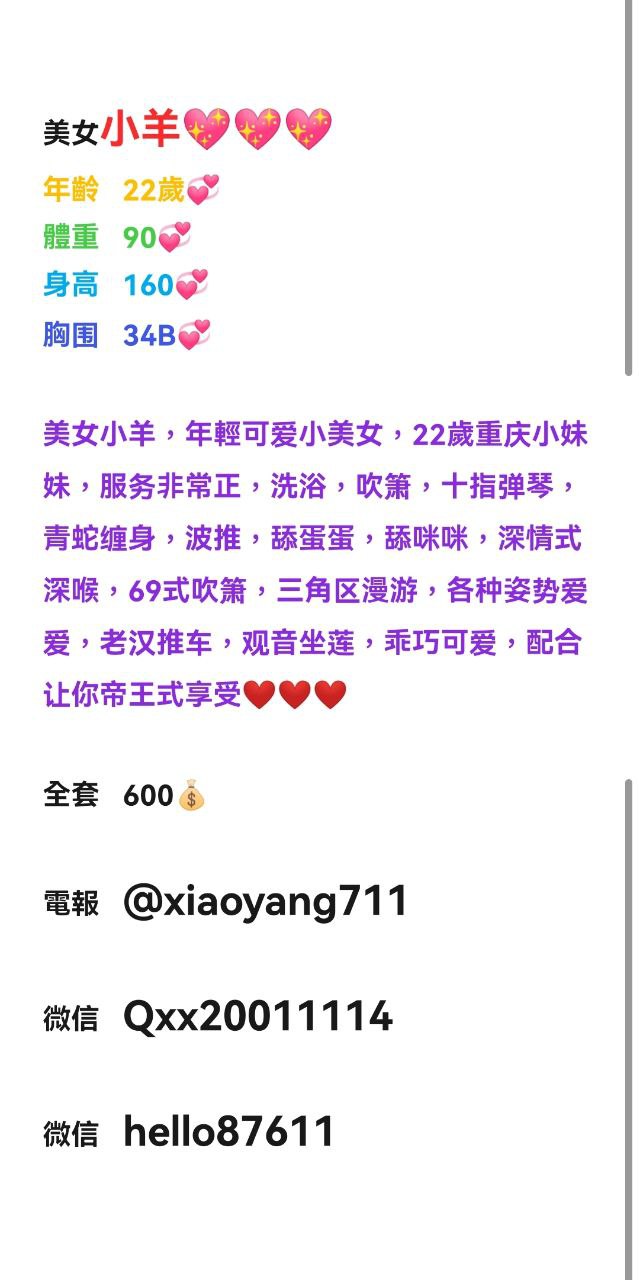 美女小羊💖💖💖
年齡 22歲💞
體重 90💞
身高 160💞
胸围 34B💞
美女小羊，年輕可爱小美女，22歲重庆小妹
妹，服务非常正，洗浴，吹箫，十指弹琴，
青蛇缠身，波推，舔蛋蛋，舔咪咪，深情式
深喉，69式吹箫，三角区漫游，各种姿势爱
爱，老汉推车，观音坐莲，乖巧可爱，配合
让你帝王式享受❤️❤️❤️
全套 600💰
電報 @xiaoyang711
微信 Qxx20011114
微信 hello87611